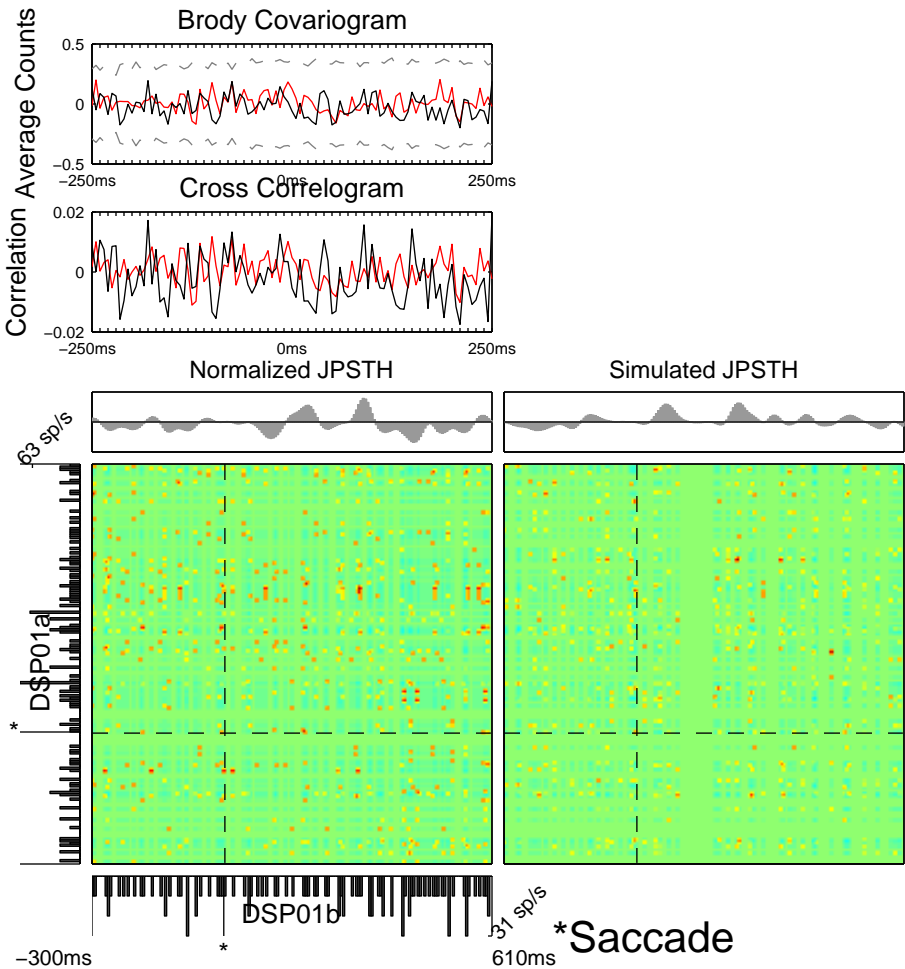 Brody Covariogram
Average Counts
0.5
0
−0.5
−250ms
0ms
250ms
Cross Correlogram
Correlation
0.02
0
−0.02
−250ms
0ms
250ms
Normalized JPSTH
Simulated JPSTH
63 sp/s
DSP01a
*
DSP01b
31 sp/s
*
*Saccade
−300ms
610ms